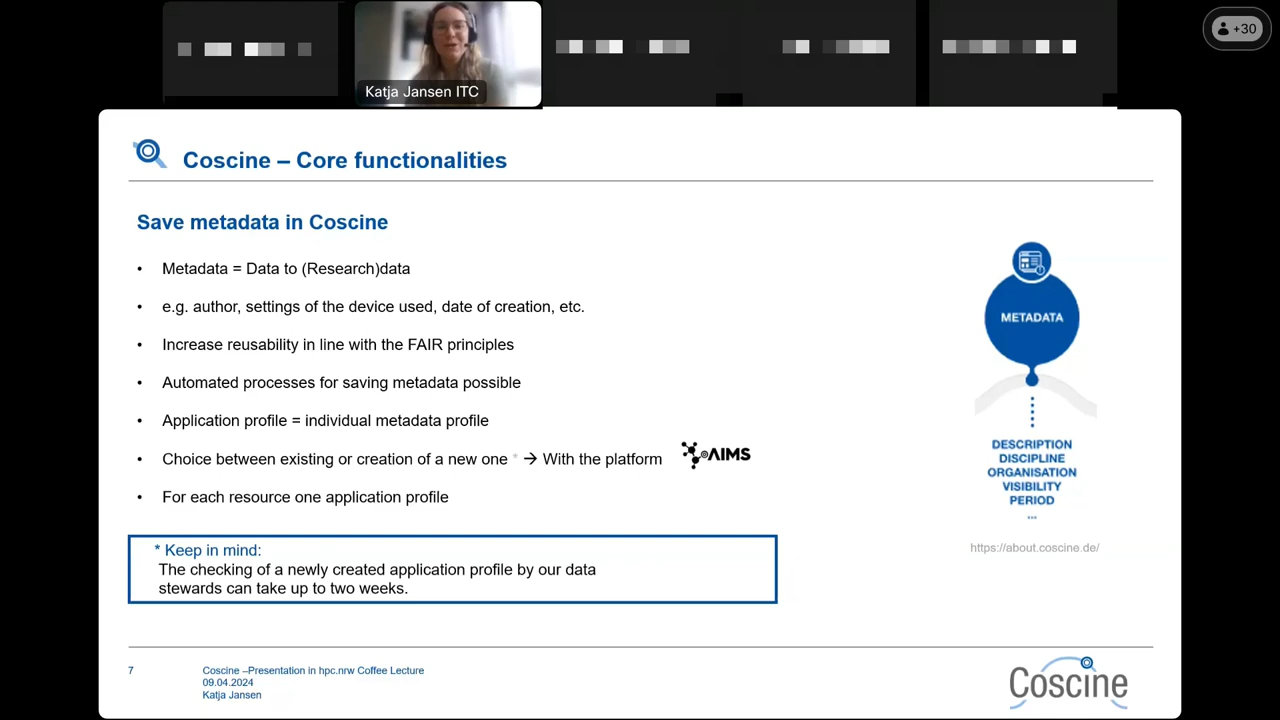 +30
Katja Jansen ITC
Coscine – Core functionalities
Save metadata in Coscine
• Metadata = Data to (Research)data
• e.g. author, settings of the device used, date of creation, etc.
• Increase reusability in line with the FAIR principles
• Automated processes for saving metadata possible
• Application profile = individual metadata profile
• Choice between existing or creation of a new one * → With the platform
AIMS
• For each resource one application profile
* Keep in mind:
The checking of a newly created application profile by our data
stewards can take up to two weeks.
METADATA
DESCRIPTION
DISCIPLINE
ORGANISATION
VISIBILITY
PERIOD
...
https://about.coscine.de/
7
Coscine –Presentation in hpc.nrw Coffee Lecture
09.04.2024
Katja Jansen
Coscine